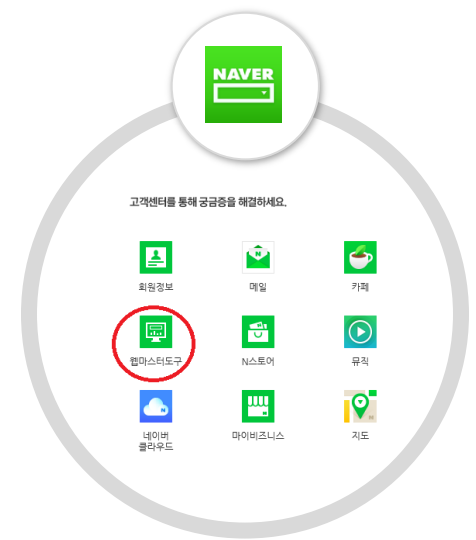 NAVER
고객센터를 통해 궁금증을 해결하세요.
회원정보
메일
카페
웹마스터도구
N스토어
뮤직
네이버
클라우드
마이비즈니스
지도